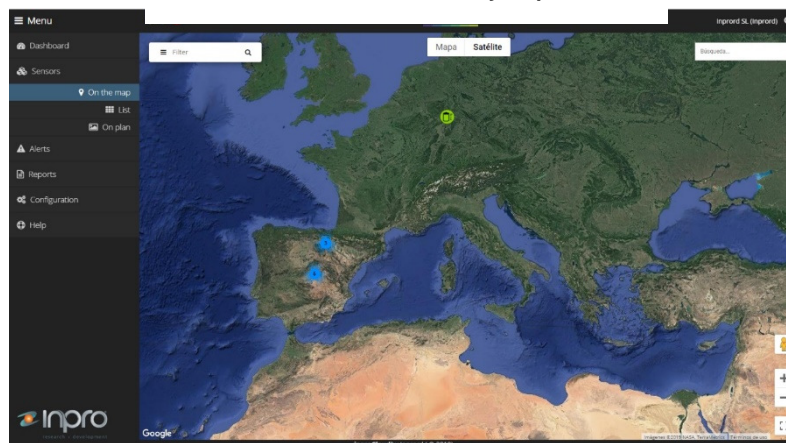 Menu
Inprord SL (Inprord)
Dashboard
Sensors
On the map
List
On plan
Alerts
Reports
Configuration
Help
Filter
Mapa
Satélite
Búsqueda...
inpro
Google